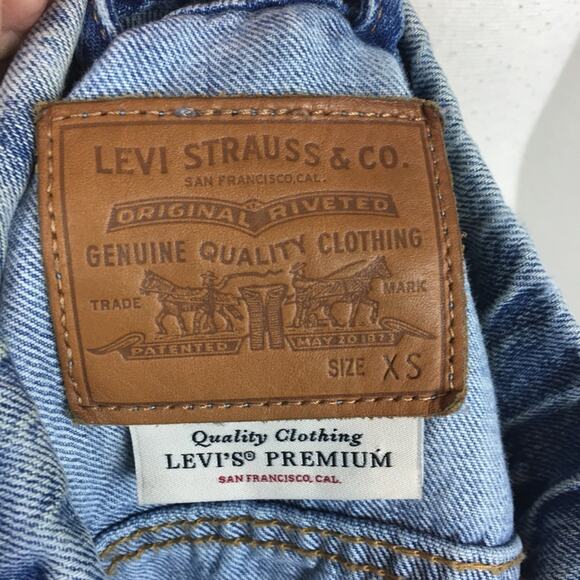 LEVI STRAUSS & CO.
SAN FRANCISCO, CAL.
ORIGINAL RIVETED
GENUINE QUALITY CLOTHING
TRADE MARK
PATENTED MAY 20 1873
SIZE XS
Quality Clothing
LEVI'S® PREMIUM
SAN FRANCISCO, CAL.